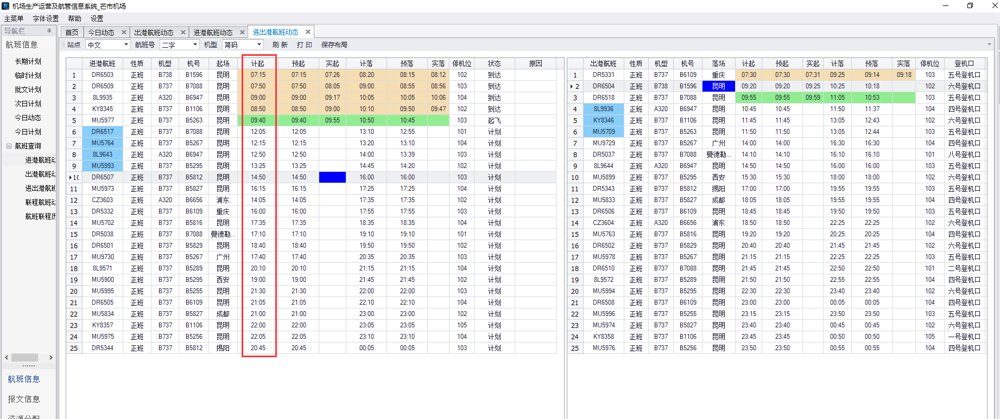 机场生产运营及航管信息系统_芒市机场
主菜单 字体设置 帮助 设置
导航栏
航班信息
长期计划
临时计划
批文计划
次日计划
今日动态
今日计划
航班查询
进港航班动
出港航班动
进出港航班
联程航班动
航班联程历
航班信息
报文信息
首页 今日动态 出港航班动态 进港航班动态 进出港航班动态
站点 中文 航班号 二字 机型 简码 刷 新 打 印 保存布局
进港航班 性质 机型 机号 起场 计起 预起 实起 计落 预落 实落 停机位 状态 原因
1 DR6503 正班 B738 B1596 昆明 07:15 07:15 07:26 08:20 08:15 08:12 102 到达
2 DR6509 正班 B737 B7088 昆明 07:50 07:50 08:05 09:00 08:55 08:56 103 到达
3 8L9935 正班 A320 B6947 昆明 09:00 09:00 09:17 10:05 10:05 10:06 104 到达
4 KY8345 正班 B737 B1106 昆明 08:50 08:50 09:00 10:10 09:50 09:47 102 到达
5 MU5977 正班 B737 B5263 昆明 09:40 09:40 09:55 10:50 10:45 103 起飞
6 DR6517 正班 B737 B7088 昆明 12:05 12:05 13:10 12:55 101 计划
7 MU5764 正班 B737 B5267 昆明 12:15 12:15 13:20 13:10 104 计划
8 8L9643 正班 A320 B6947 昆明 12:50 12:50 14:00 13:39 103 计划
9 MU5993 正班 B737 B5295 昆明 13:25 13:25 14:45 14:20 102 计划
10 DR6507 正班 B737 B5812 昆明 14:50 14:50 16:00 16:00 103 计划
11 MU5973 正班 B737 B5827 昆明 16:15 16:15 17:25 17:25 104 计划
12 CZ3603 正班 A320 B6656 浦东 14:05 14:05 17:35 17:35 102 计划
13 DR5332 正班 B737 B6109 重庆 16:00 16:00 17:55 17:55 103 计划
14 MU5702 正班 B737 B5816 昆明 17:35 17:35 18:35 18:35 104 计划
15 DR5038 正班 B737 B7088 曼德勒... 17:10 17:10 19:10 19:10 101 计划
16 DR6501 正班 B737 B5829 昆明 18:40 18:40 19:50 19:50 102 计划
17 MU9730 正班 B737 B5267 广州 17:40 17:40 20:35 20:35 103 计划
18 8L9571 正班 B737 B5289 昆明 20:10 20:10 21:15 21:15 104 计划
19 MU5900 正班 B737 B5295 西安 19:00 19:00 21:45 21:45 102 计划
20 MU5995 正班 B737 B5255 昆明 21:30 21:30 22:00 22:00 103 计划
21 DR6505 正班 B737 B6109 昆明 21:05 21:05 22:10 22:10 104 计划
22 MU5834 正班 B737 B5827 成都 21:00 21:00 23:00 23:00 102 计划
23 KY8357 正班 B737 B1106 昆明 22:00 22:00 23:05 23:05 105 计划
24 MU5975 正班 B737 B5256 昆明 22:05 22:05 23:10 23:10 104 计划
25 DR5344 正班 B737 B5812 揭阳 20:45 20:45 00:05 00:05 103 计划
出港航班 性质 机型 机号 落场 计起 预起 实起 计落 预落 实落 停机位 登机口
1 DR5331 正班 B737 B6109 重庆 07:30 07:30 07:31 09:25 09:14 09:18 103 五号登机口
2 DR6504 正班 B738 B1596 昆明 09:20 09:20 09:25 10:25 10:18 102 六号登机口
3 DR6518 正班 B737 B7088 昆明 09:55 09:55 09:59 11:05 10:53 103 五号登机口
4 8L9936 正班 A320 B6947 昆明 10:45 10:45 11:50 11:37 104 四号登机口
5 KY8346 正班 B737 B1106 昆明 11:45 11:45 13:05 12:43 102 六号登机口
6 MU5709 正班 B737 B5263 昆明 11:50 11:50 13:05 12:44 103 五号登机口
7 MU9729 正班 B737 B5267 广州 14:00 14:00 16:30 16:30 104 四号登机口
8 DR5037 正班 B737 B7088 曼德勒... 14:10 14:10 16:10 16:10 101 八号登机口
9 8L9644 正班 A320 B6947 昆明 14:50 14:50 16:00 16:00 103 五号登机口
10 MU5899 正班 B737 B5295 西安 15:30 15:30 18:00 18:00 102 六号登机口
11 DR5343 正班 B737 B5812 揭阳 17:00 17:00 19:55 19:55 103 五号登机口
12 MU5833 正班 B737 B5827 成都 18:05 18:05 19:55 19:55 104 四号登机口
13 DR6506 正班 B737 B6109 昆明 18:45 18:45 19:50 19:50 103 五号登机口
14 CZ3604 正班 A320 B6656 浦东 18:50 18:50 22:25 22:25 102 六号登机口
15 MU5763 正班 B737 B5816 昆明 19:20 19:20 20:25 20:25 104 四号登机口
16 DR6502 正班 B737 B5829 昆明 20:40 20:40 21:45 21:45 102 六号登机口
17 MU5978 正班 B737 B5267 昆明 21:15 21:15 22:25 22:25 103 五号登机口
18 DR6510 正班 B737 B7088 昆明 21:45 21:45 22:50 22:50 101 二号登机口
19 8L9572 正班 B737 B5289 昆明 21:50 21:50 22:55 22:55 104 四号登机口
20 MU5994 正班 B737 B5295 昆明 22:30 22:30 23:40 23:40 102 六号登机口
21 DR6508 正班 B737 B6109 昆明 23:00 23:00 00:05 00:05 104 四号登机口
22 MU5996 正班 B737 B5255 昆明 23:15 23:15 23:50 23:50 103 五号登机口
23 MU5974 正班 B737 B5827 昆明 23:40 23:40 00:45 00:45 102 六号登机口
24 KY8358 正班 B737 B1106 昆明 23:45 23:45 00:50 00:50 105 一号登机口
25 MU5976 正班 B737 B5256 昆明 23:50 23:50 00:55 00:55 104 四号登机口